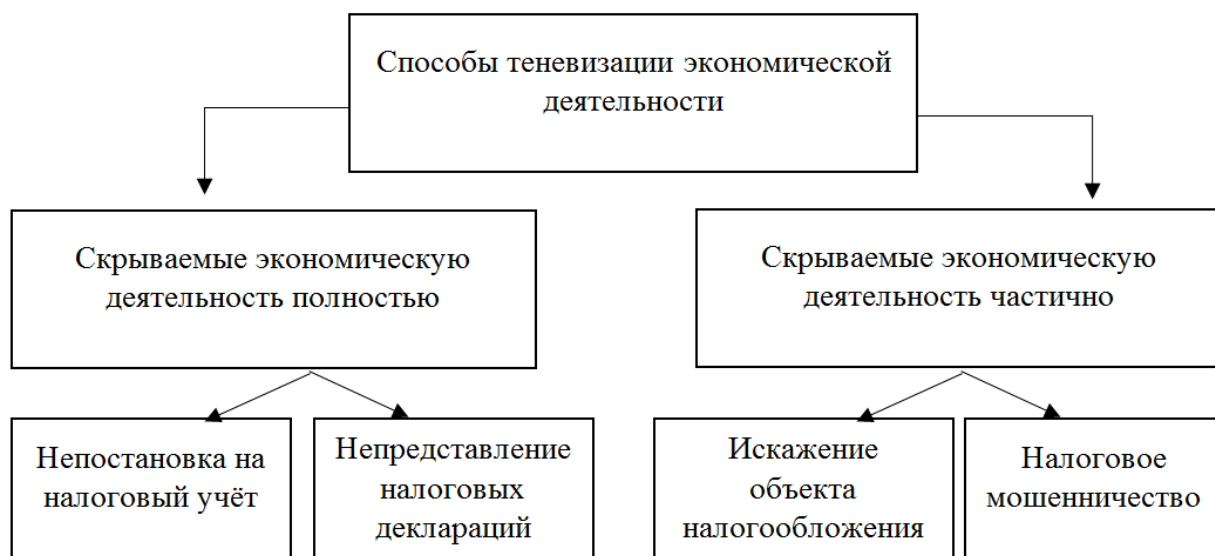 Способы теневизации экономической
деятельности
Скрываемые экономическую
деятельность полностью
Скрываемые экономическую
деятельность частично
Непостановка на
налоговый учёт
Непредставление
налоговых
деклараций
Искажение
объекта
налогообложения
Налоговое
мошенничество